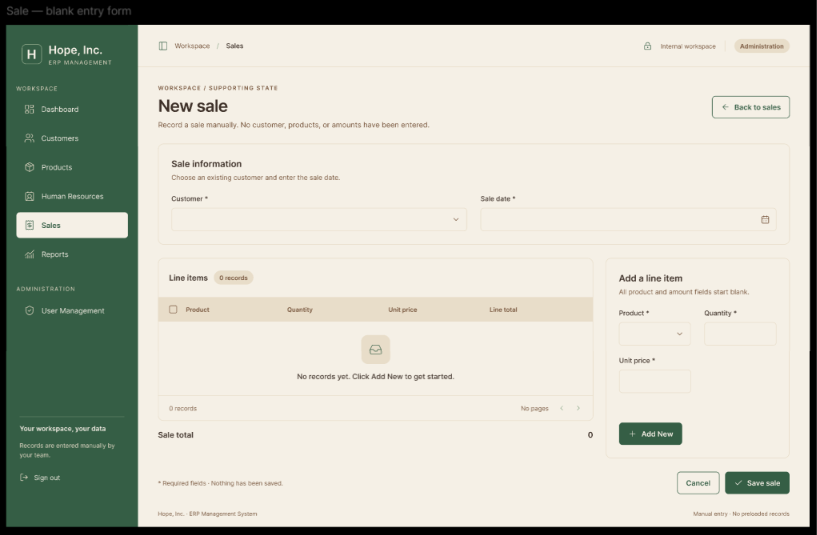 Sale — blank entry form
H
Hope, Inc.
ERP MANAGEMENT
WORKSPACE
Dashboard
Customers
Products
Human Resources
Sales
Reports
ADMINISTRATION
User Management
Your workspace, your data
Records are entered manually by
your team.
Sign out
Workspace / Sales
Internal workspace
Administration
WORKSPACE / SUPPORTING STATE
New sale
Record a sale manually. No customer, products, or amounts have been entered.
← Back to sales
Sale information
Choose an existing customer and enter the sale date.
Customer *
Sale date *
Line items 0 records
Product Quantity Unit price Line total
No records yet. Click Add New to get started.
0 records No pages < >
Sale total 0
Add a line item
All product and amount fields start blank.
Product * Quantity *
Unit price *
+ Add New
* Required fields · Nothing has been saved.
Cancel
Save sale
Hope, Inc. · ERP Management System
Manual entry · No preloaded records